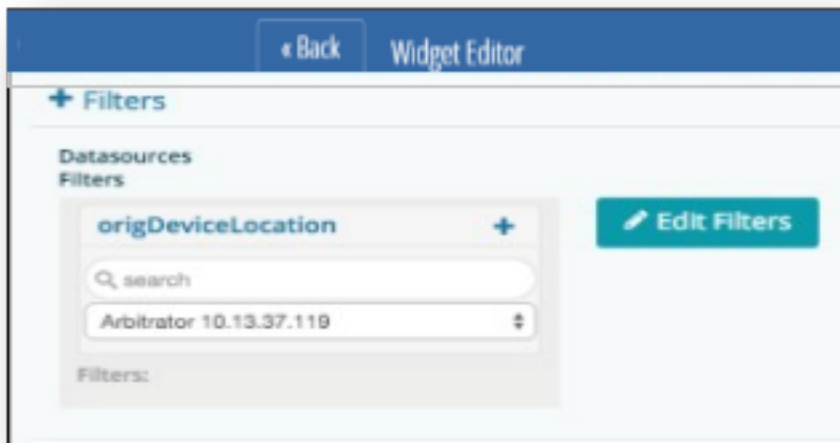 « Back Widget Editor
+ Filters
Datasources
Filters
origDeviceLocation +
Edit Filters
search
Arbitrator 10.13.37.119
Filters: